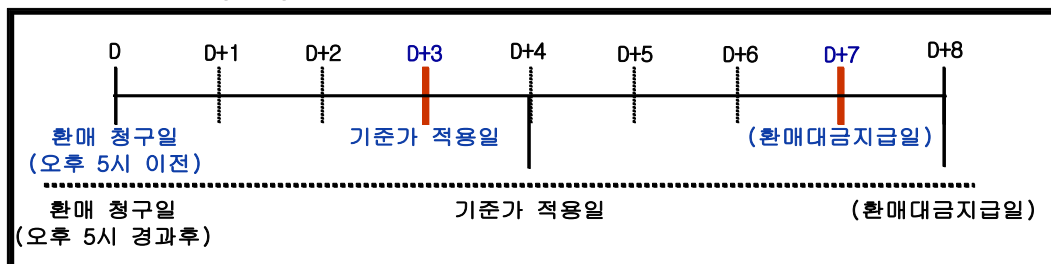 D D+1 D+2 D+3 D+4 D+5 D+6 D+7 D+8
환매 청구일 기준가 적용일 (환매대금지급일)
(오후 5시 이전)
환매 청구일 기준가 적용일 (환매대금지급일)
(오후 5시 경과후)